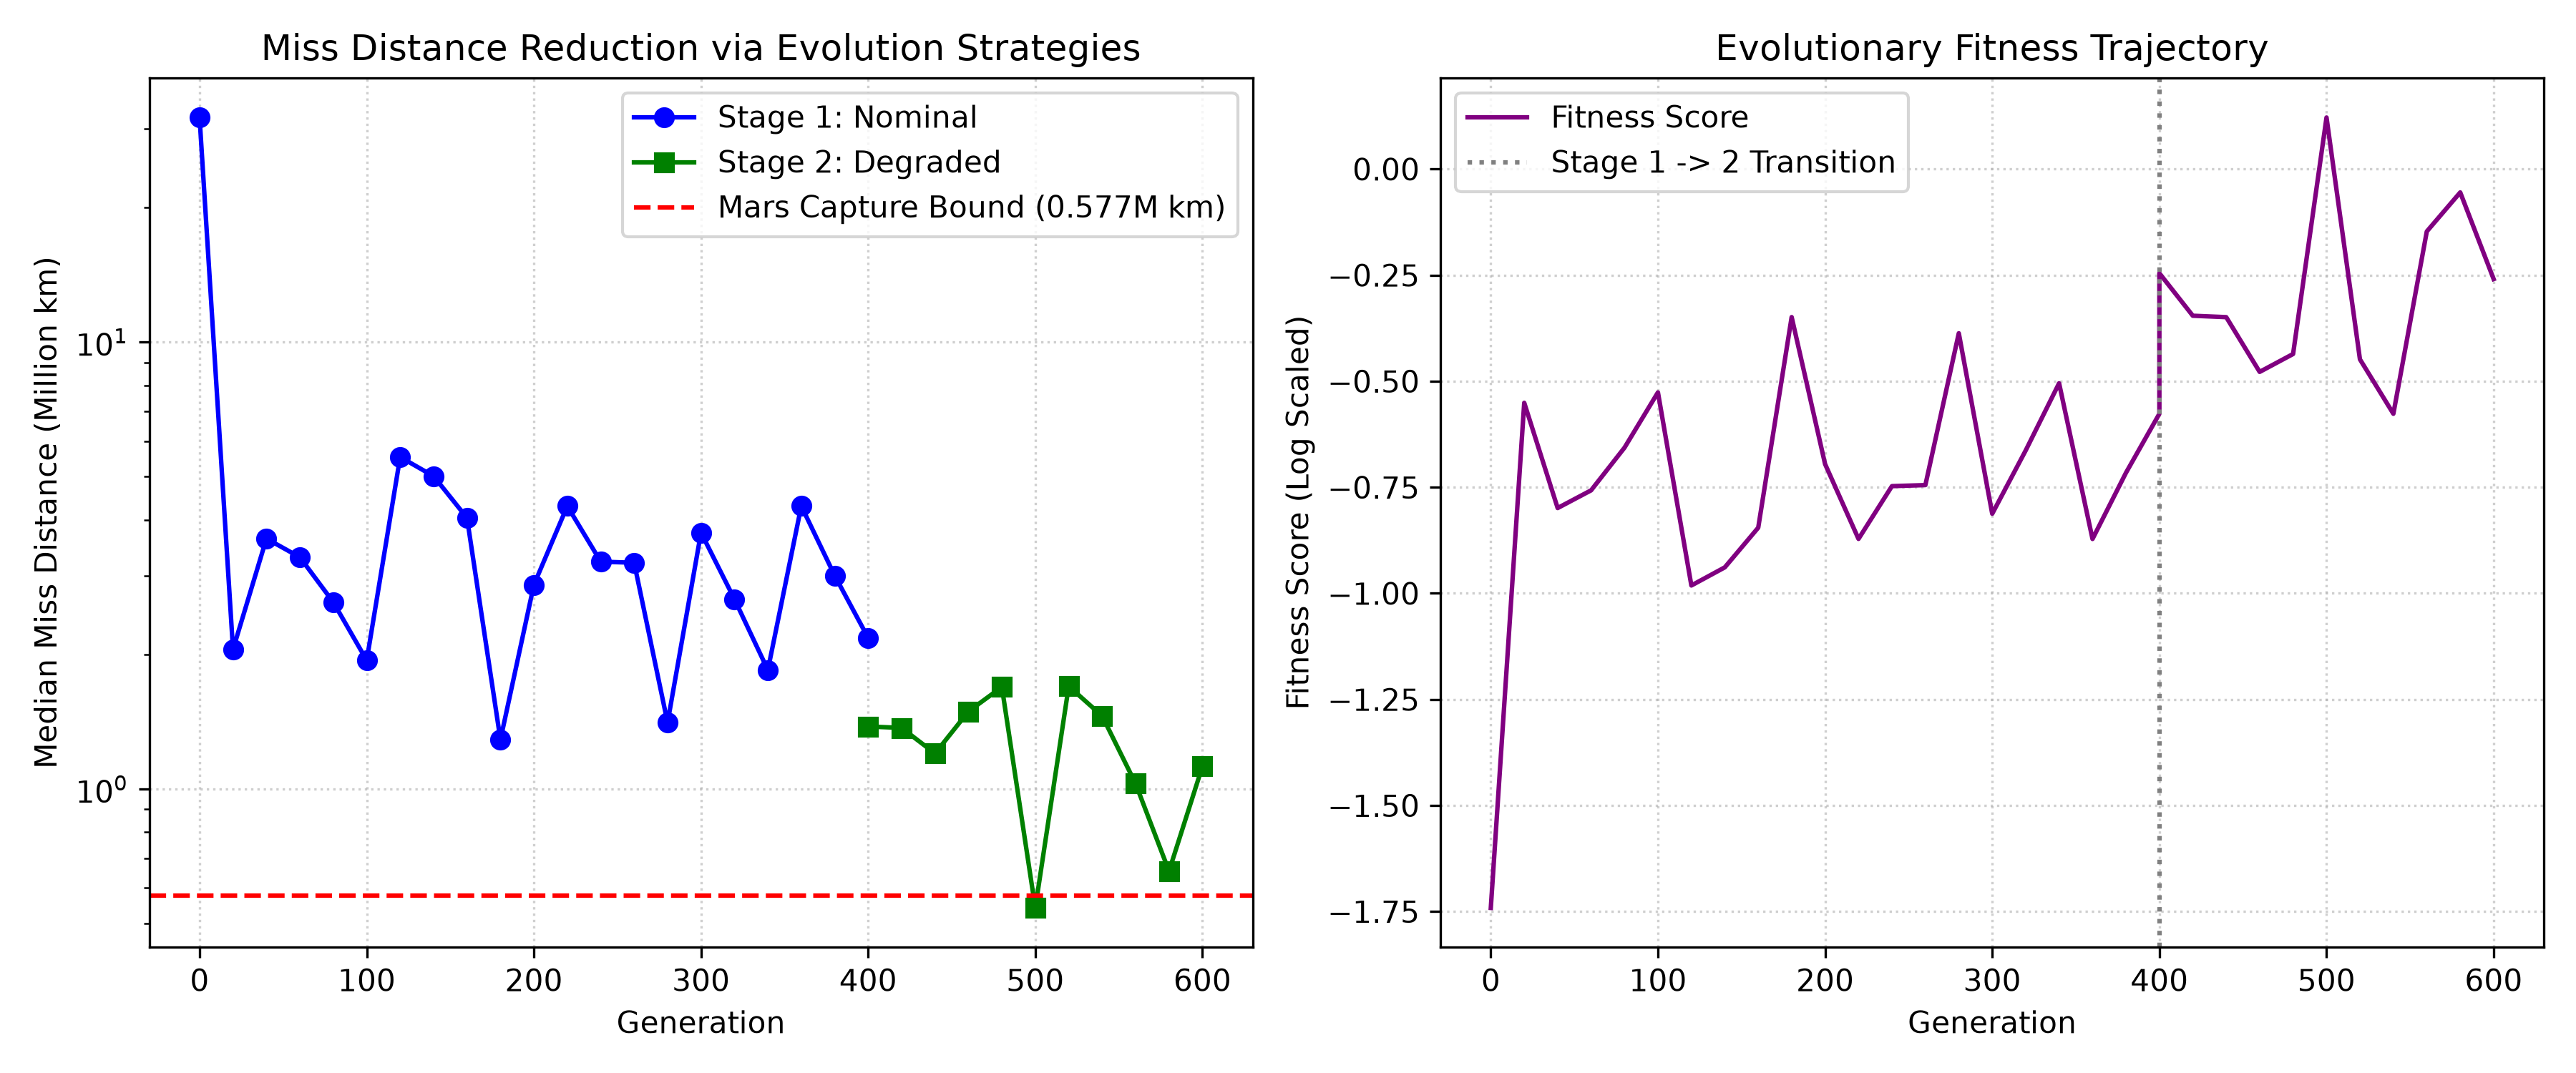 Miss Distance Reduction via Evolution Strategies
Stage 1: Nominal
Stage 2: Degraded
Mars Capture Bound (0.577M km)
Median Miss Distance (Million km)
10¹
10⁰
0 100 200 300 400 500 600
Generation
Evolutionary Fitness Trajectory
Fitness Score
Stage 1 -> 2 Transition
Fitness Score (Log Scaled)
0.00
−0.25
−0.50
−0.75
−1.00
−1.25
−1.50
−1.75
0 100 200 300 400 500 600
Generation